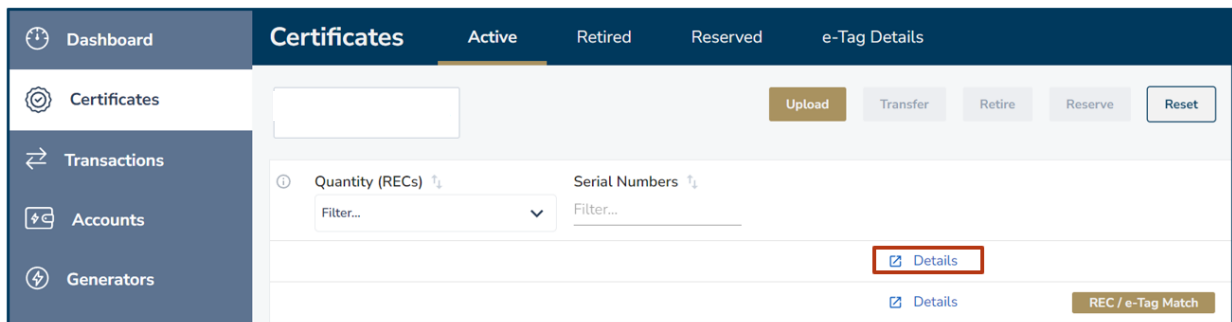 Dashboard
Certificates
Transactions
Accounts
Generators
Certificates Active Retired Reserved e-Tag Details
Upload Transfer Retire Reserve Reset
Quantity (RECs) Serial Numbers
Filter... Filter...
Details
Details REC / e-Tag Match